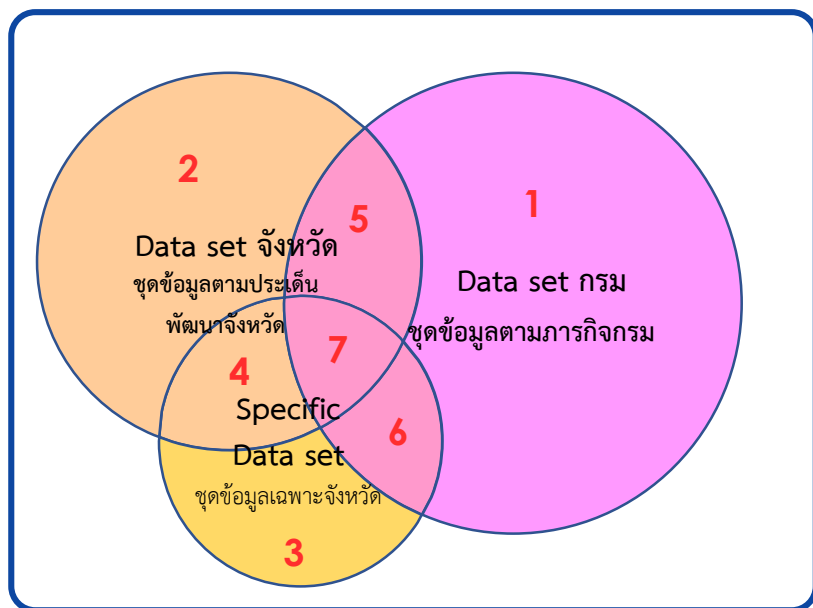 2
1
5
Data set จังหวัด
ชุดข้อมูลตามประเด็น
พัฒนาจังหวัด
Data set กรม
ชุดข้อมูลตามภารกิจกรม
7
4
Specific
Data set
ชุดข้อมูลเฉพาะจังหวัด
6
3